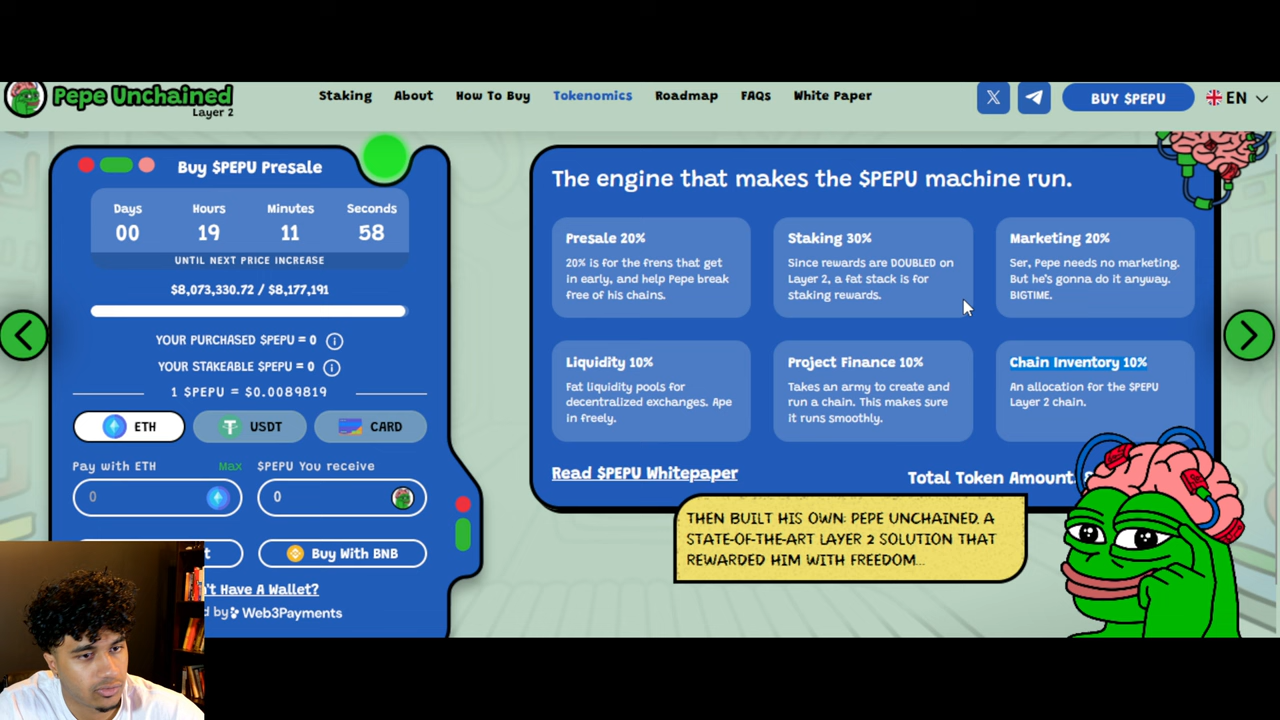 Pepe Unchained
Layer 2
Staking
About
How To Buy
Tokenomics
Roadmap
FAQs
White Paper
BUY $PEPU
EN
Buy $PEPU Presale
Days
Hours
Minutes
Seconds
00
19
11
58
UNTIL NEXT PRICE INCREASE
$8,073,330.72 / $8,177,191
YOUR PURCHASED $PEPU = 0
YOUR STAKEABLE $PEPU = 0
1 $PEPU = $0.0089819
ETH
USDT
CARD
Pay with ETH
Max
$PEPU You receive
0
0
Buy With BNB
Have A Wallet?
Web3Payments
The engine that makes the $PEPU machine run.
Presale 20%
20% is for the frens that get
in early, and help Pepe break
free of his chains.
Staking 30%
Since rewards are DOUBLED on
Layer 2, a fat stack is for
staking rewards.
Marketing 20%
Ser, Pepe needs no marketing.
But he's gonna do it anyway.
BIGTIME.
Liquidity 10%
Fat liquidity pools for
decentralized exchanges. Ape
in freely.
Project Finance 10%
Takes an army to create and
run a chain. This makes sure
it runs smoothly.
Chain Inventory 10%
An allocation for the $PEPU
Layer 2 chain.
Read $PEPU Whitepaper
Total Token Amount
THEN BUILT HIS OWN: PEPE UNCHAINED. A
STATE-OF-THE-ART LAYER 2 SOLUTION THAT
REWARDED HIM WITH FREEDOM...